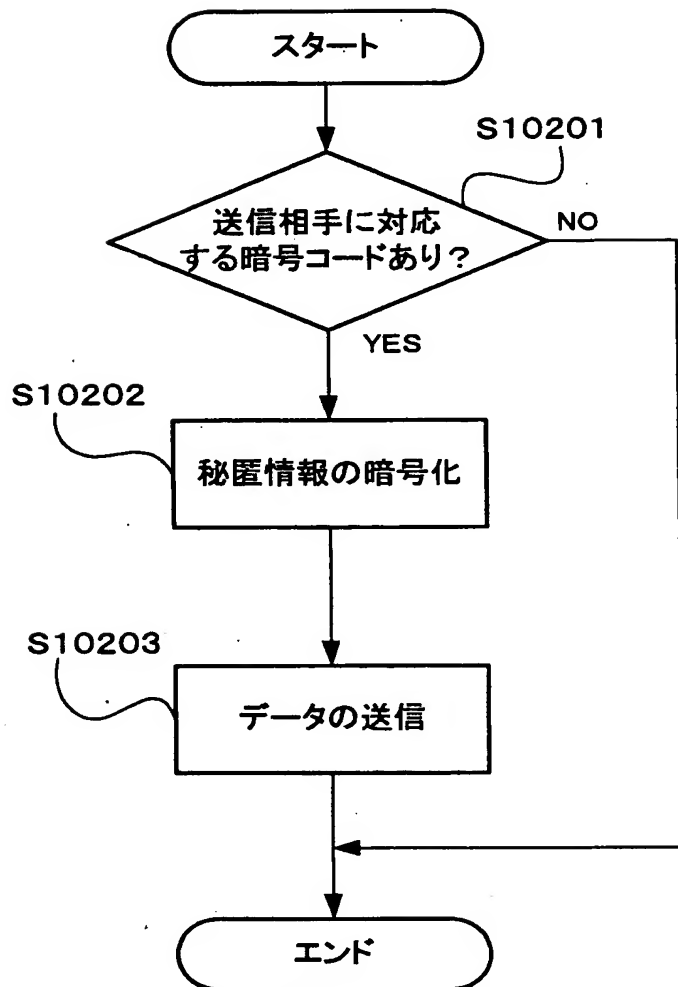 スタート
S10201
送信相手に対応
する暗号コードあり？
NO
YES
S10202
秘匿情報の暗号化
S10203
データの送信
エンド